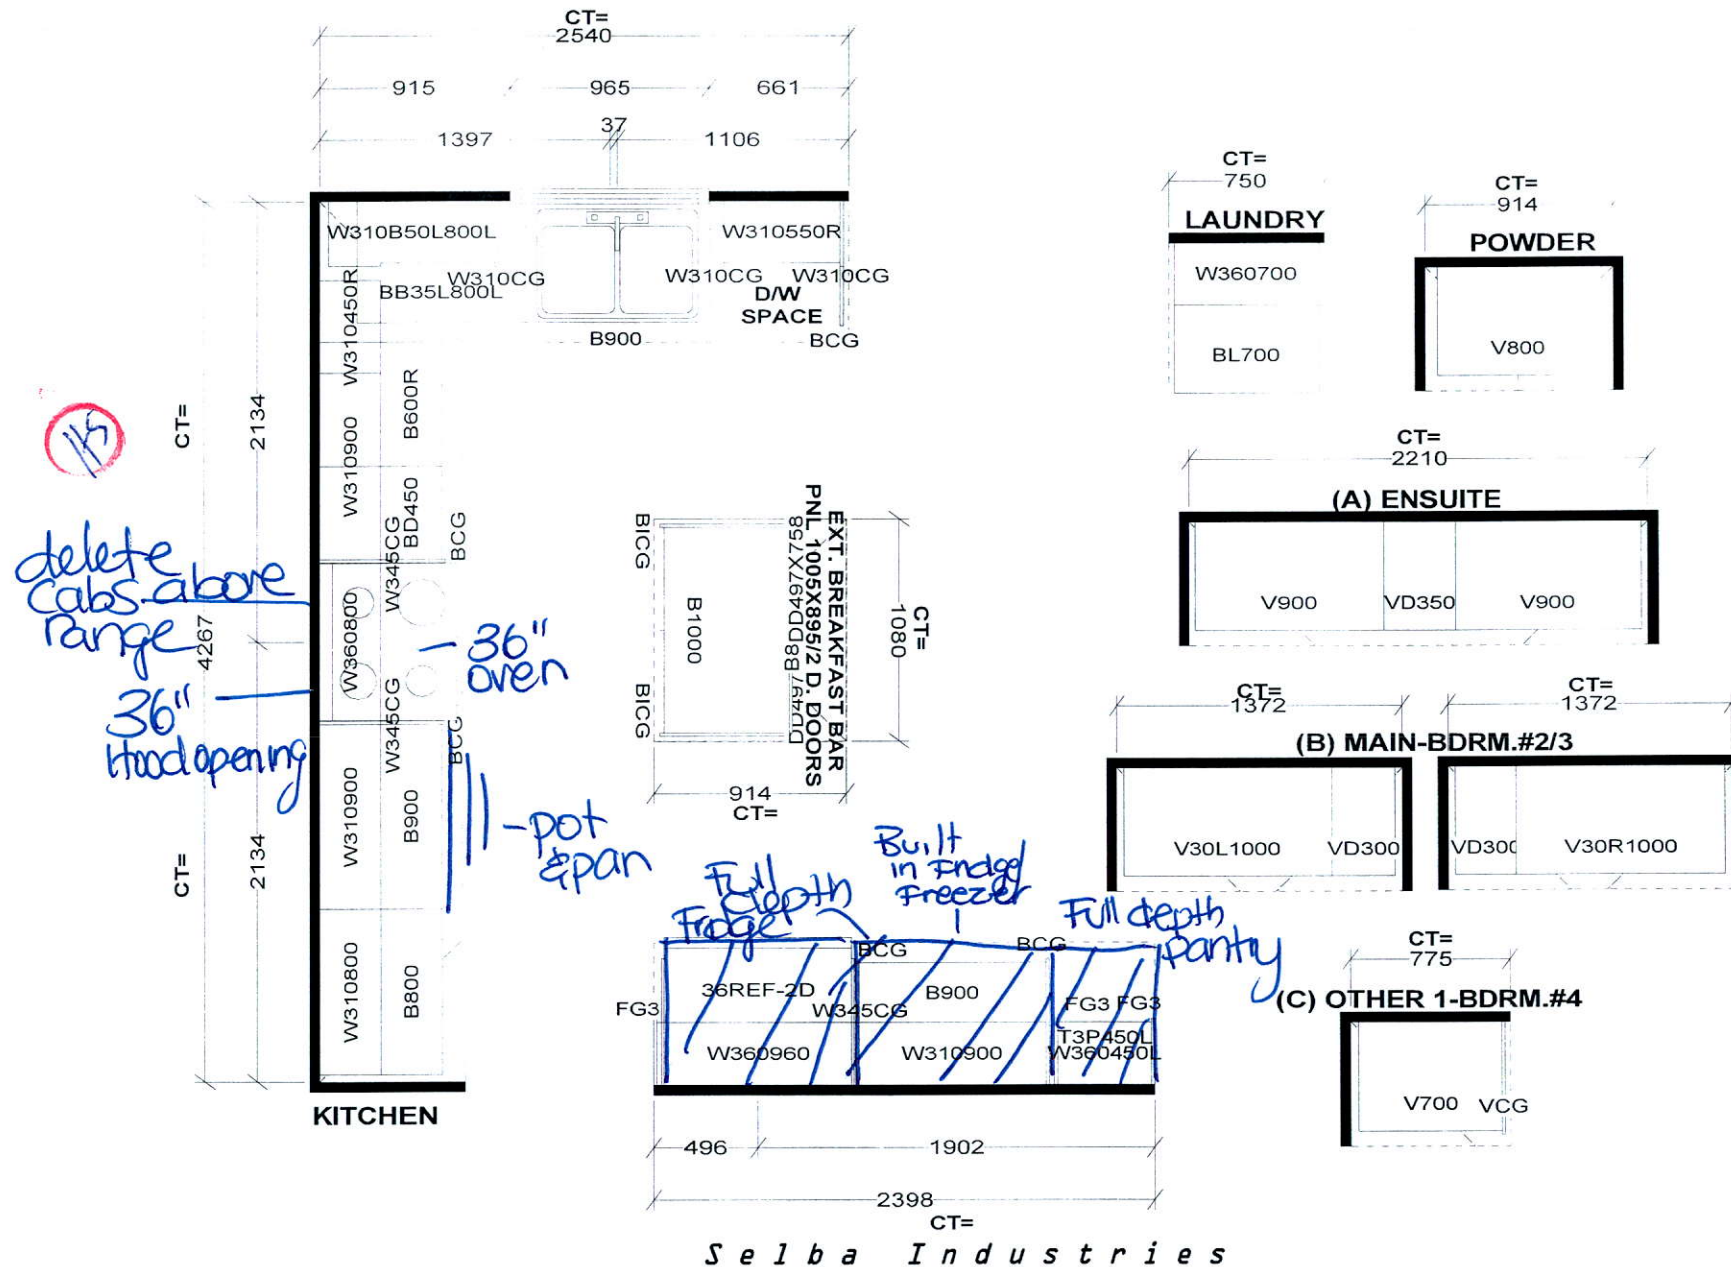 CT=
2540
915 965 661
37
1397 1106
W310B50L800L
W310550R
W310CG W310CG W310CG
BB35L800L
D/W
SPACE
B900
BCG
W310450R
B600R
W310900
BD450
W345CG
BCG
W360800
W345CG
BCG
W310900
B900
W310800
B800
CT=
2134
4267
CT=
2134
delete
cabs above
range
36"
Hood opening
36"
oven
-pot
&pan
KITCHEN
BICG
BICG
B1000
DD497B8DD497X758
PNL 1005X895/2 D. DOORS
EXT. BREAKFAST BAR
CT=
1080
914
CT=
Full
depth
Fridge
Built
in Fridge
Freezer
Full depth
pantry
BCG
BCG
36REF-2D
B900
FG3
W345CG
FG3 FG3
T3P450L
W360960
W310900
W360450L
496 1902
2398
CT=
CT=
750
LAUNDRY
W360700
BL700
CT=
914
POWDER
V800
CT=
2210
(A) ENSUITE
V900 VD350 V900
CT=
1372
CT=
1372
(B) MAIN-BDRM.#2/3
V30L1000 VD300
VD300 V30R1000
CT=
775
(C) OTHER 1-BDRM.#4
V700 VCG
Selba Industries